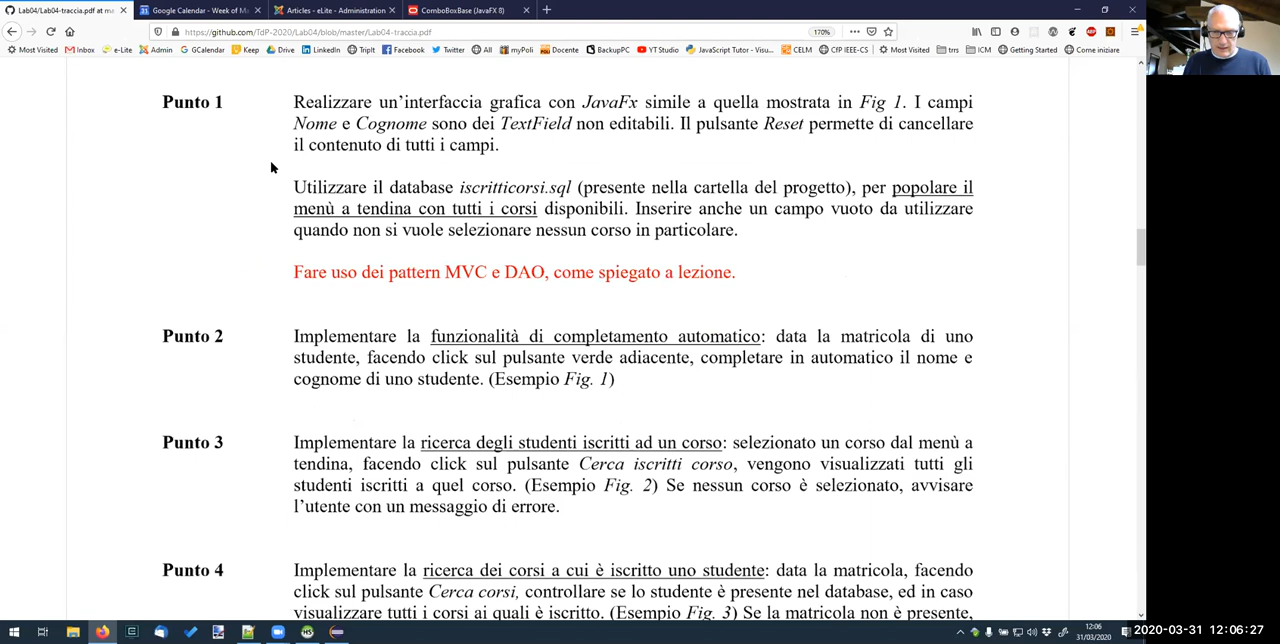 Lab04/Lab04-traccia.pdf at ma
Google Calendar - Week of M
Articles - eLite - Administration
ComboBoxBase (JavaFX 8)
https://github.com/TdP-2020/Lab04/blob/master/Lab04-traccia.pdf
170%
Most Visited
Inbox
e-Lite
Admin
GCalendar
Keep
Drive
LinkedIn
TripIt
Facebook
Twitter
All
myPoli
Docente
BackupPC
YT Studio
JavaScript Tutor - Visu...
CELM
CfP IEEE-CS
Most Visited
trrs
ICM
Getting Started
Come iniziare
Punto 1 Realizzare un'interfaccia grafica con JavaFx simile a quella mostrata in Fig 1. I campi
Nome e Cognome sono dei TextField non editabili. Il pulsante Reset permette di cancellare
il contenuto di tutti i campi.
Utilizzare il database iscritticorsi.sql (presente nella cartella del progetto), per popolare il
menù a tendina con tutti i corsi disponibili. Inserire anche un campo vuoto da utilizzare
quando non si vuole selezionare nessun corso in particolare.
Fare uso dei pattern MVC e DAO, come spiegato a lezione.
Punto 2 Implementare la funzionalità di completamento automatico: data la matricola di uno
studente, facendo click sul pulsante verde adiacente, completare in automatico il nome e
cognome di uno studente. (Esempio Fig. 1)
Punto 3 Implementare la ricerca degli studenti iscritti ad un corso: selezionato un corso dal menù a
tendina, facendo click sul pulsante Cerca iscritti corso, vengono visualizzati tutti gli
studenti iscritti a quel corso. (Esempio Fig. 2) Se nessun corso è selezionato, avvisare
l'utente con un messaggio di errore.
Punto 4 Implementare la ricerca dei corsi a cui è iscritto uno studente: data la matricola, facendo
click sul pulsante Cerca corsi, controllare se lo studente è presente nel database, ed in caso
visualizzare tutti i corsi ai quali è iscritto. (Esempio Fig. 3) Se la matricola non è presente,
12:06
31/03/2020
2020-03-31 12:06:27